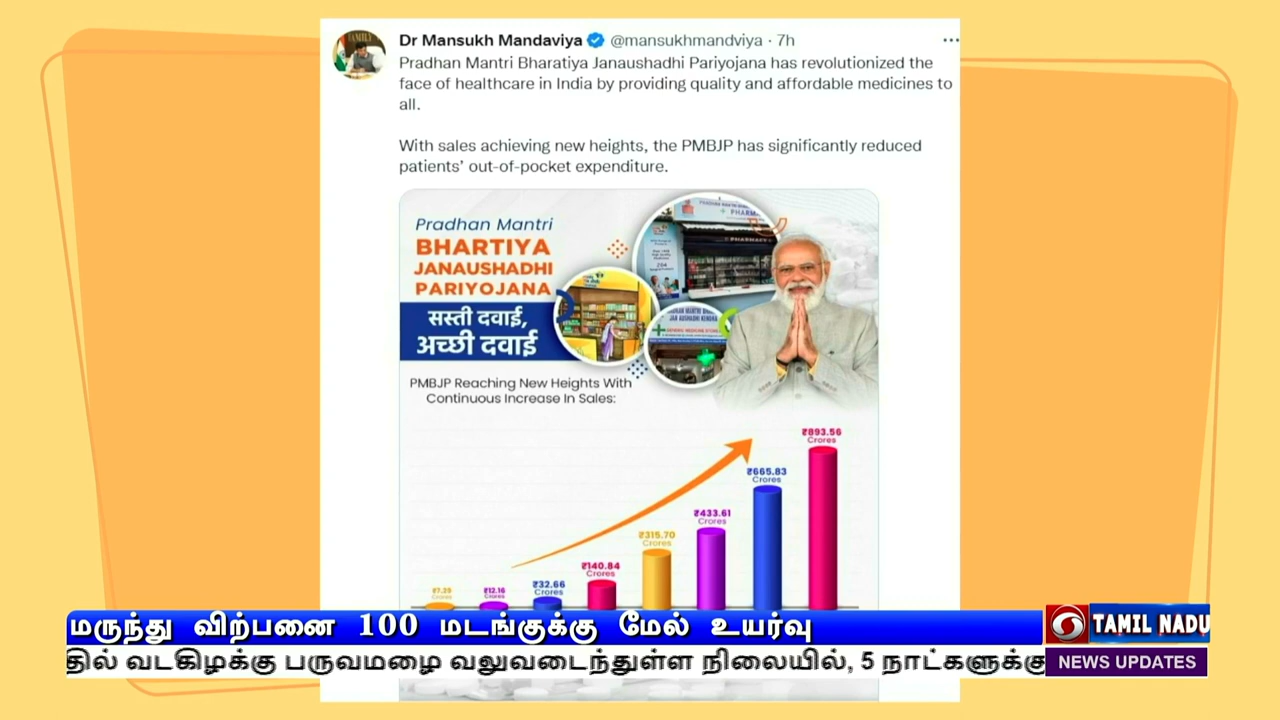 Dr Mansukh Mandaviya @mansukhmandviya · 7h
Pradhan Mantri Bharatiya Janaushadhi Pariyojana has revolutionized the
face of healthcare in India by providing quality and affordable medicines to
all.
With sales achieving new heights, the PMBJP has significantly reduced
patients' out-of-pocket expenditure.
Pradhan Mantri
BHARTIYA
JANAUSHADHI
PARIYOJANA
सस्ती दवाई,
अच्छी दवाई
PMBJP Reaching New Heights With
Continuous Increase In Sales:
₹893.56
Crores
₹665.83
Crores
₹433.61
Crores
₹315.70
Crores
₹140.84
Crores
₹32.66
Crores
₹12.16
Crores
Crores
மருந்து விற்பனை 100 மடங்குக்கு மேல் உயர்வு
TAMIL NADU
தில் வடகிழக்கு பருவமழை வலுவடைந்துள்ள நிலையில், 5 நாட்களுக்கு
NEWS UPDATES